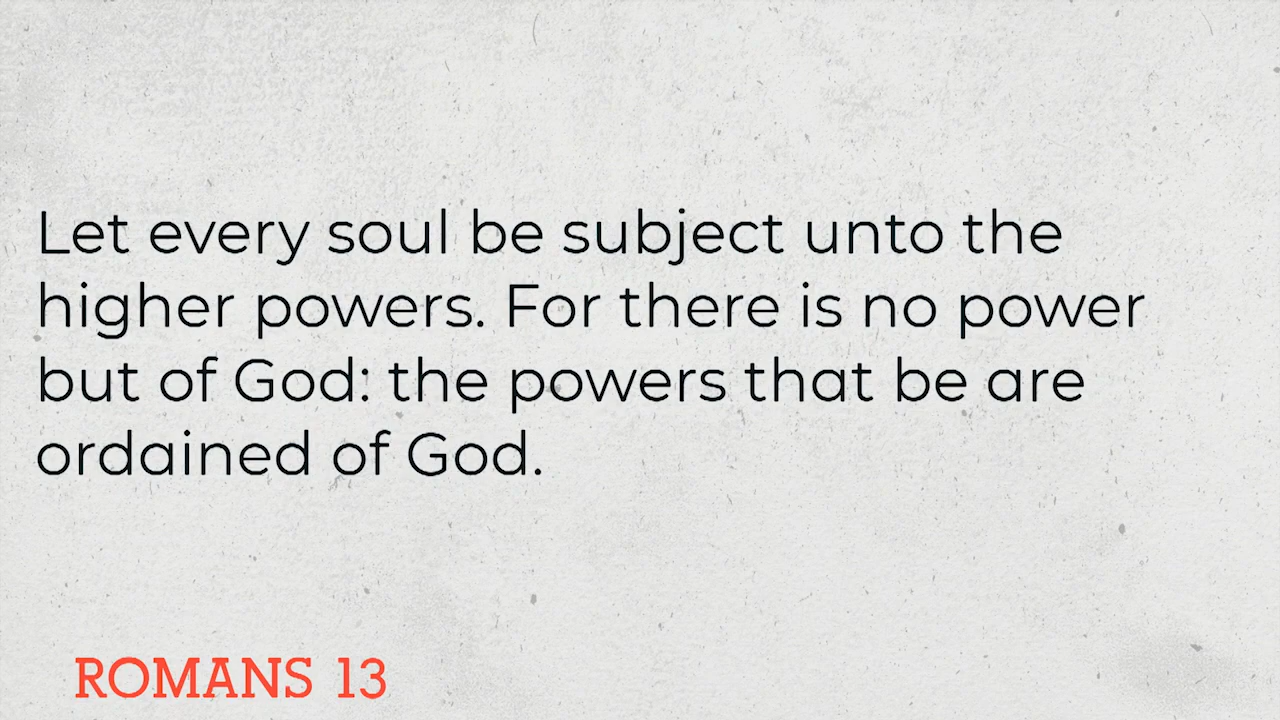 Let every soul be subject unto the
higher powers. For there is no power
but of God: the powers that be are
ordained of God.
ROMANS 13